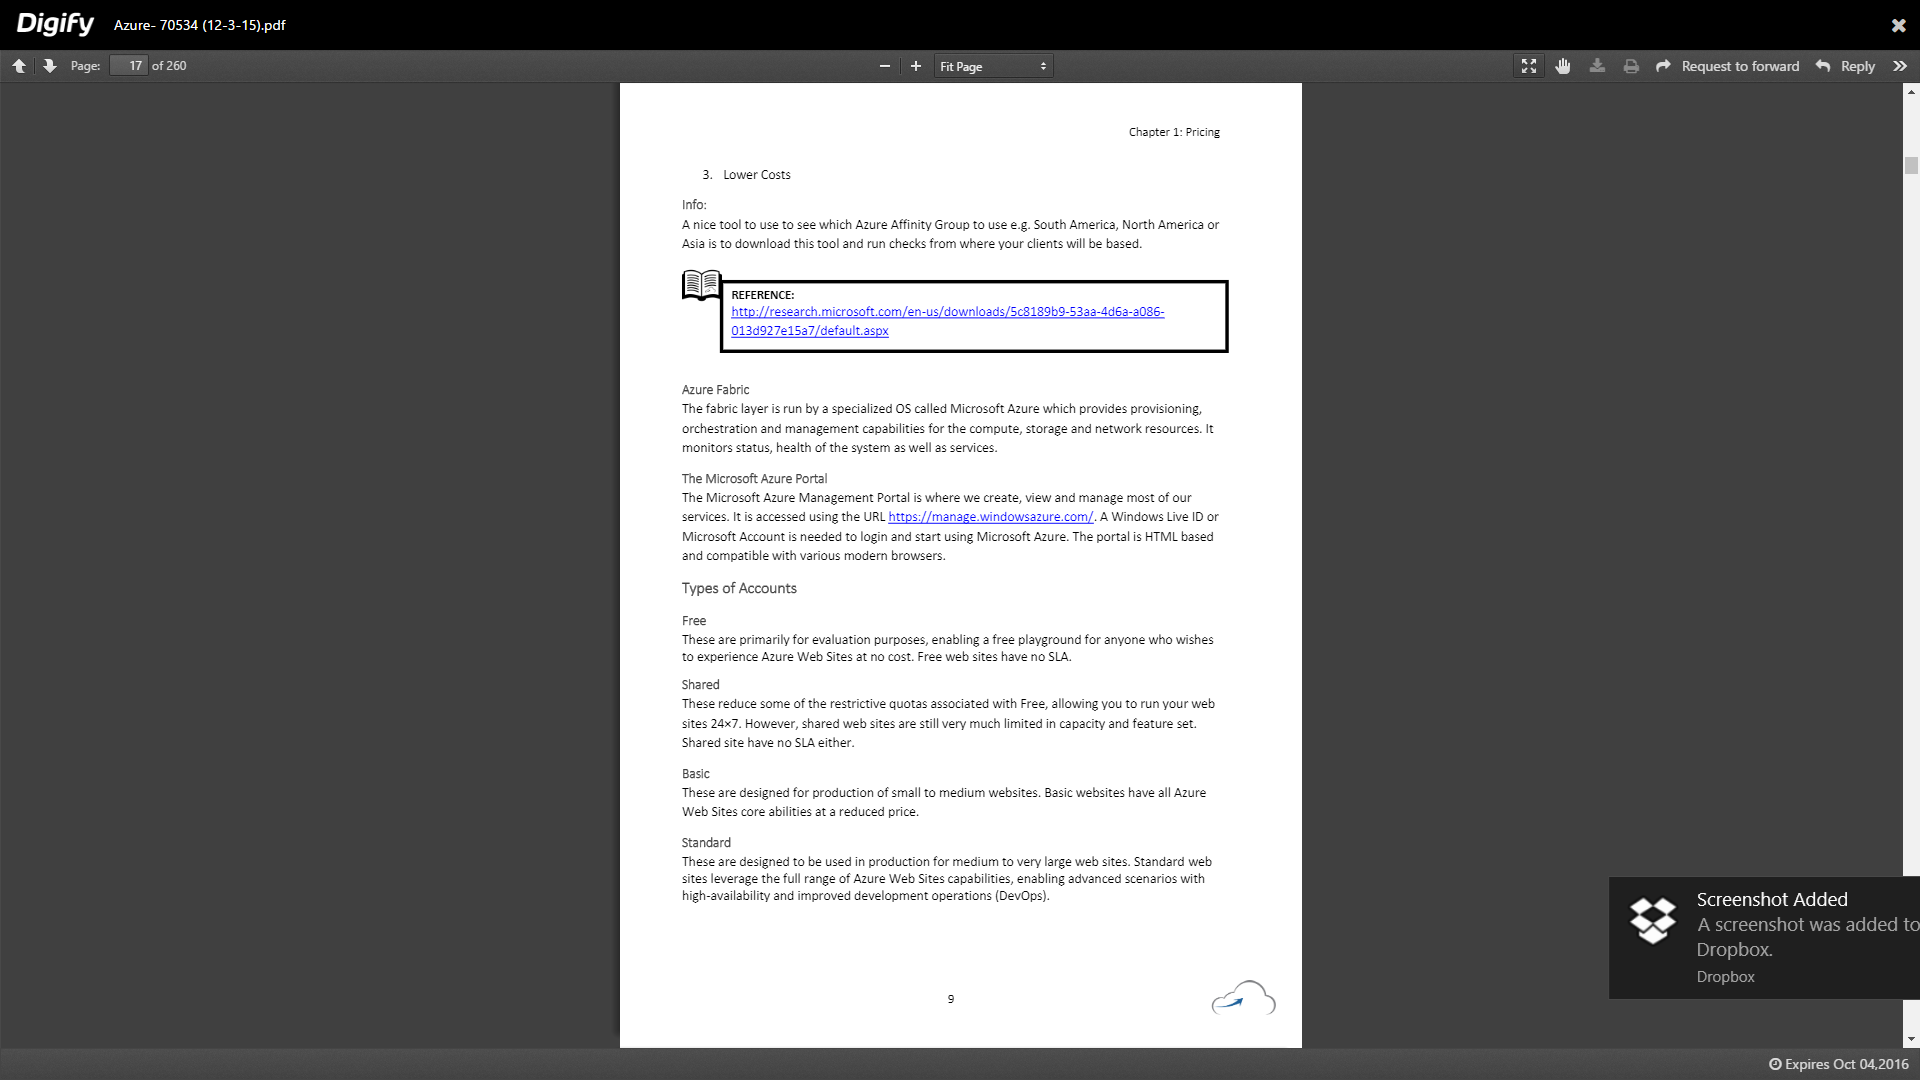 Digify Azure- 70534 (12-3-15).pdf
Page: 17 of 260 Fit Page Request to forward Reply
Chapter 1: Pricing
3. Lower Costs
Info:
A nice tool to use to see which Azure Affinity Group to use e.g. South America, North America or
Asia is to download this tool and run checks from where your clients will be based.
REFERENCE:
http://research.microsoft.com/en-us/downloads/5c8189b9-53aa-4d6a-a086-
013d927e15a7/default.aspx
Azure Fabric
The fabric layer is run by a specialized OS called Microsoft Azure which provides provisioning,
orchestration and management capabilities for the compute, storage and network resources. It
monitors status, health of the system as well as services.
The Microsoft Azure Portal
The Microsoft Azure Management Portal is where we create, view and manage most of our
services. It is accessed using the URL https://manage.windowsazure.com/. A Windows Live ID or
Microsoft Account is needed to login and start using Microsoft Azure. The portal is HTML based
and compatible with various modern browsers.
Types of Accounts
Free
These are primarily for evaluation purposes, enabling a free playground for anyone who wishes
to experience Azure Web Sites at no cost. Free web sites have no SLA.
Shared
These reduce some of the restrictive quotas associated with Free, allowing you to run your web
sites 24×7. However, shared web sites are still very much limited in capacity and feature set.
Shared site have no SLA either.
Basic
These are designed for production of small to medium websites. Basic websites have all Azure
Web Sites core abilities at a reduced price.
Standard
These are designed to be used in production for medium to very large web sites. Standard web
sites leverage the full range of Azure Web Sites capabilities, enabling advanced scenarios with
high-availability and improved development operations (DevOps).
9
Screenshot Added
A screenshot was added to
Dropbox.
Dropbox
Expires Oct 04,2016